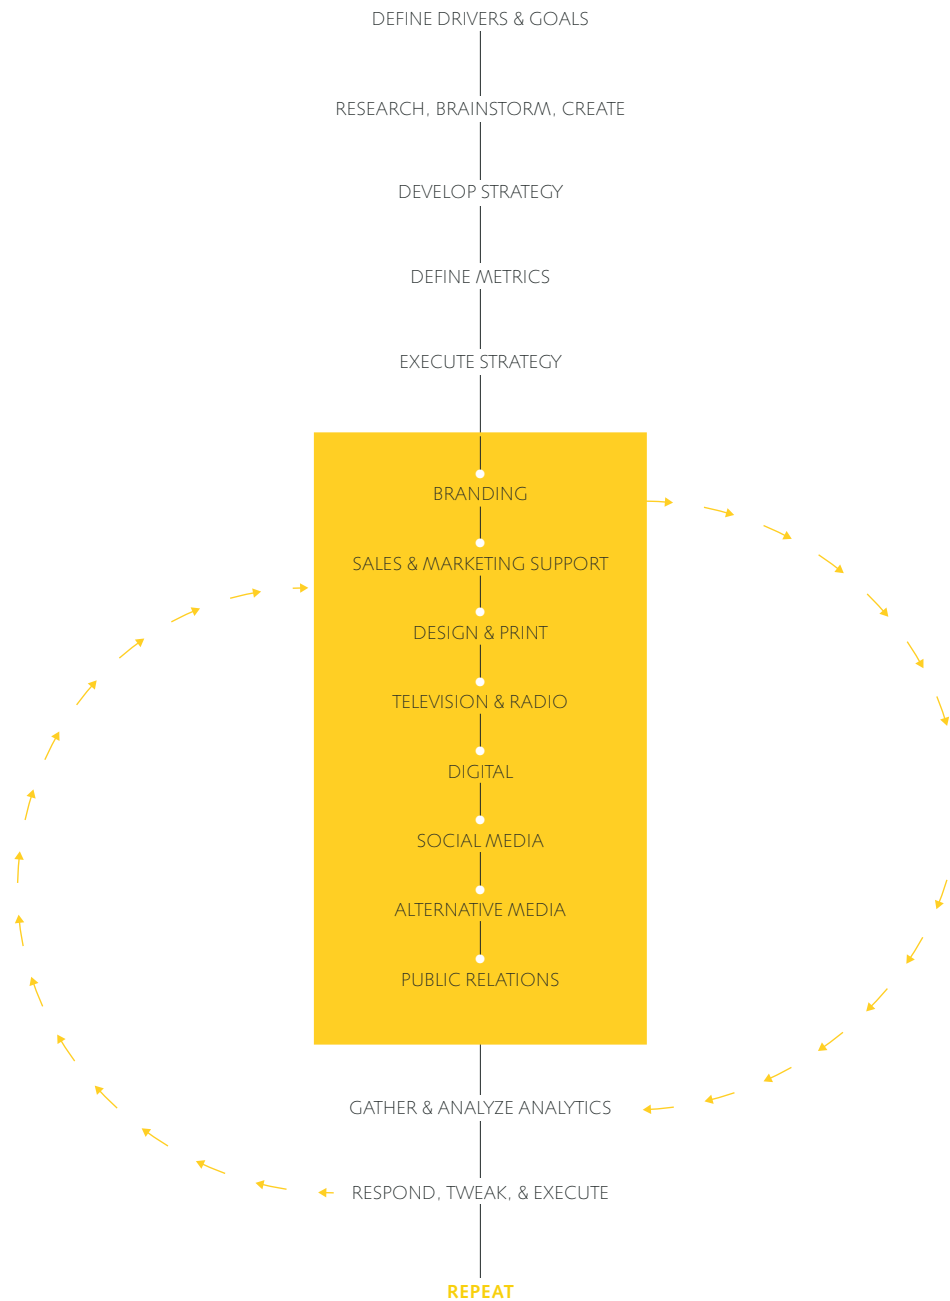 DEFINE DRIVERS & GOALS
RESEARCH, BRAINSTORM, CREATE
DEVELOP STRATEGY
DEFINE METRICS
EXECUTE STRATEGY
BRANDING
SALES & MARKETING SUPPORT
DESIGN & PRINT
TELEVISION & RADIO
DIGITAL
SOCIAL MEDIA
ALTERNATIVE MEDIA
PUBLIC RELATIONS
GATHER & ANALYZE ANALYTICS
RESPOND, TWEAK, & EXECUTE
REPEAT